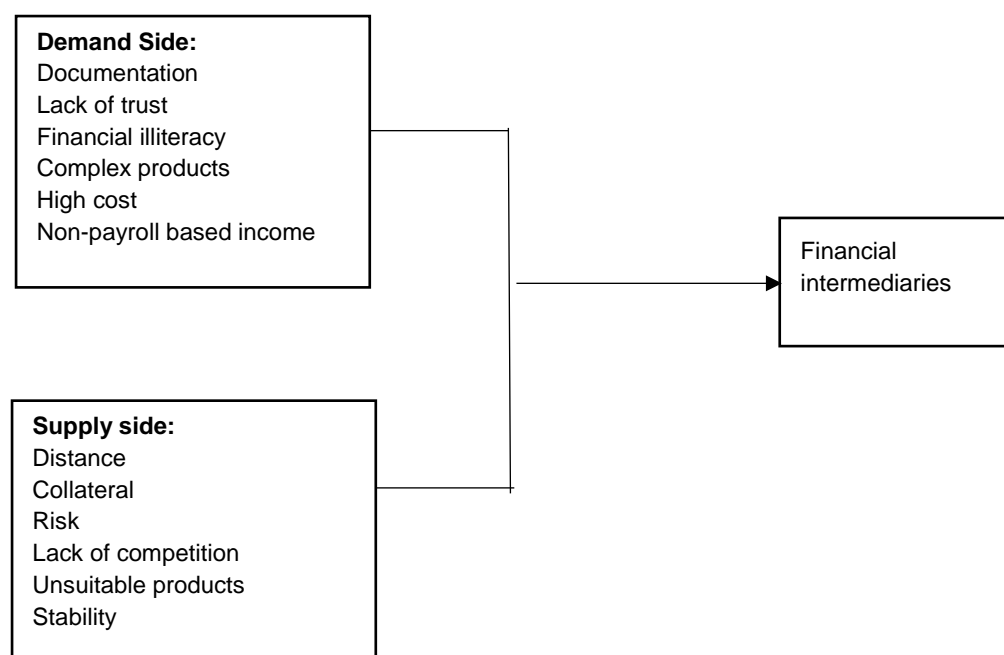 Demand Side:
Documentation
Lack of trust
Financial illiteracy
Complex products
High cost
Non-payroll based income
Financial
intermediaries
Supply side:
Distance
Collateral
Risk
Lack of competition
Unsuitable products
Stability